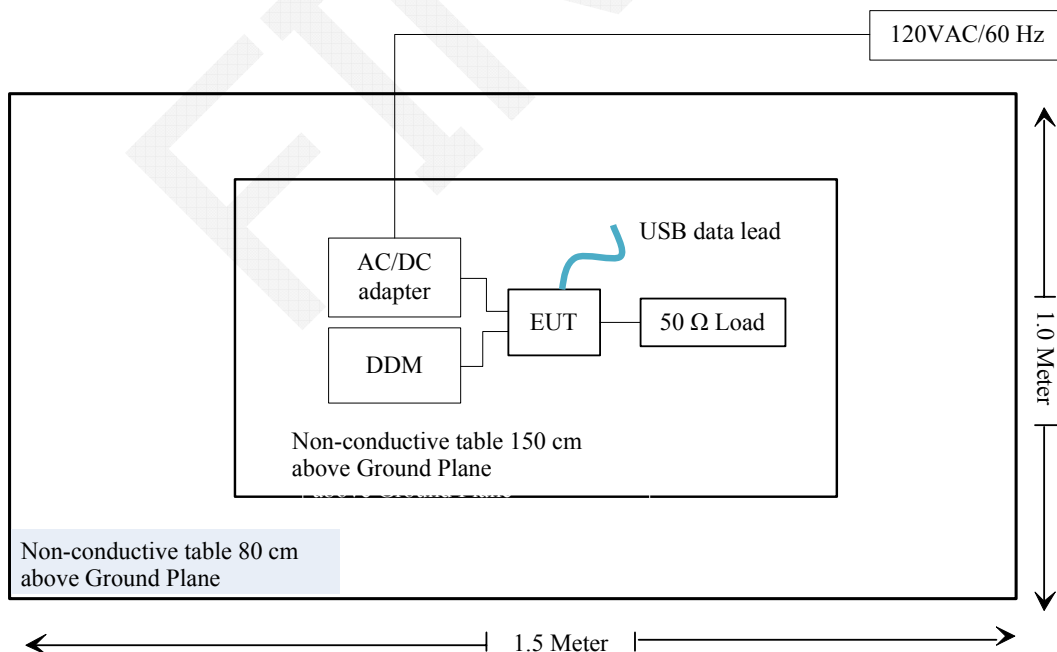 120VAC/60 Hz
USB data lead
AC/DC
adapter
EUT
50 Ω Load
DDM
Non-conductive table 150 cm
above Ground Plane
Non-conductive table 80 cm
above Ground Plane
1.0 Meter
1.5 Meter